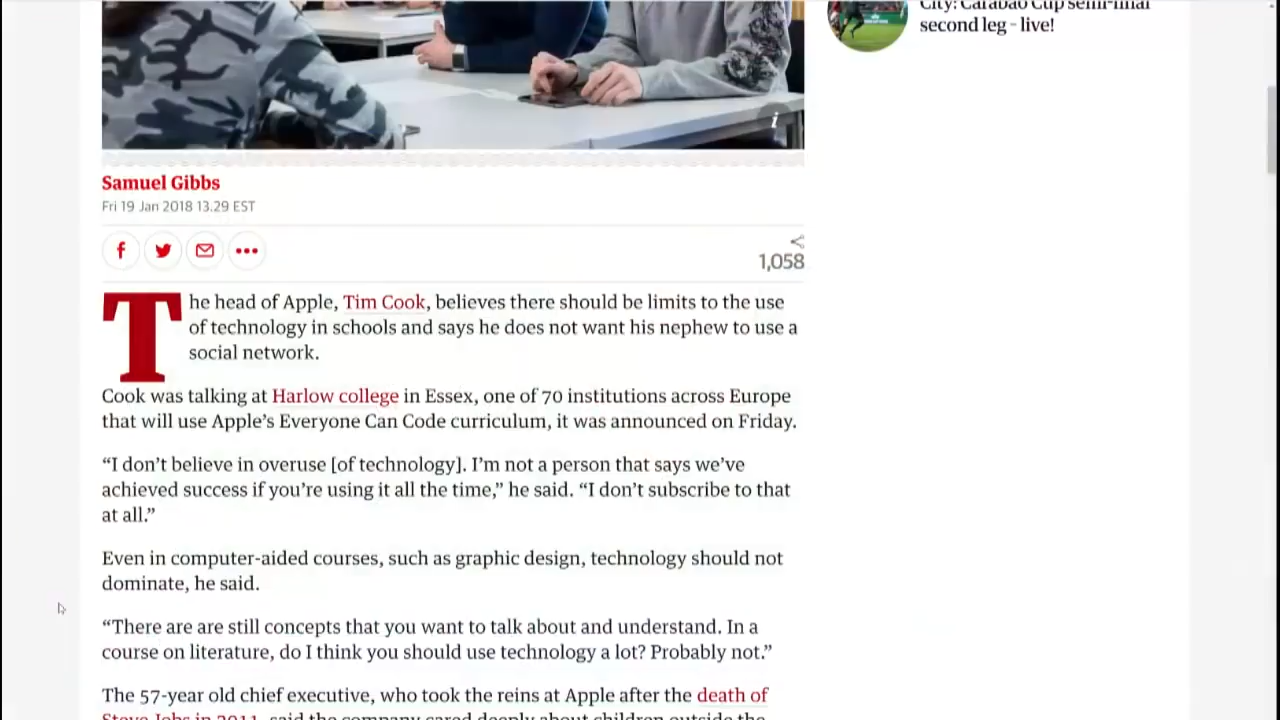 City: Carabao Cup semi-final
second leg – live!
i
Samuel Gibbs
Fri 19 Jan 2018 13.29 EST
1,058
The head of Apple, Tim Cook, believes there should be limits to the use
of technology in schools and says he does not want his nephew to use a
social network.
Cook was talking at Harlow college in Essex, one of 70 institutions across Europe
that will use Apple’s Everyone Can Code curriculum, it was announced on Friday.
“I don’t believe in overuse [of technology]. I’m not a person that says we’ve
achieved success if you’re using it all the time,” he said. “I don’t subscribe to that
at all.”
Even in computer-aided courses, such as graphic design, technology should not
dominate, he said.
“There are are still concepts that you want to talk about and understand. In a
course on literature, do I think you should use technology a lot? Probably not.”
The 57-year old chief executive, who took the reins at Apple after the death of
Steve Jobs in 2011, said the company cared deeply about children outside the